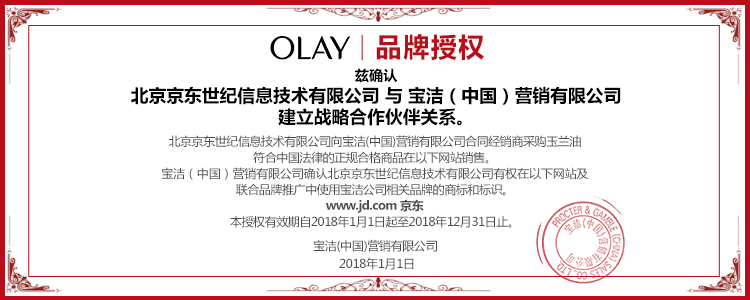 OLAY | 品牌授权
兹确认
北京京东世纪信息技术有限公司 与 宝洁（中国）营销有限公司
建立战略合作伙伴关系。
北京京东世纪信息技术有限公司向宝洁(中国)营销有限公司合同经销商采购玉兰油
符合中国法律的正规合格商品在以下网站销售。
宝洁（中国）营销有限公司确认北京京东世纪信息技术有限公司有权在以下网站及
联合品牌推广中使用宝洁公司相关品牌的商标和标识。
www.jd.com 京东
本授权有效期自2018年1月1日起至2018年12月31日止。
宝洁(中国)营销有限公司
2018年1月1日
PROCTER & GAMBLE (CHINA) SALES CO., LTD.
宝洁(中国)营销有限公司